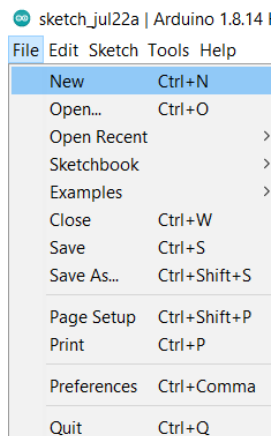 sketch_jul22a | Arduino 1.8.14
File Edit Sketch Tools Help
New Ctrl+N
Open... Ctrl+O
Open Recent
Sketchbook
Examples
Close Ctrl+W
Save Ctrl+S
Save As... Ctrl+Shift+S
Page Setup Ctrl+Shift+P
Print Ctrl+P
Preferences Ctrl+Comma
Quit Ctrl+Q